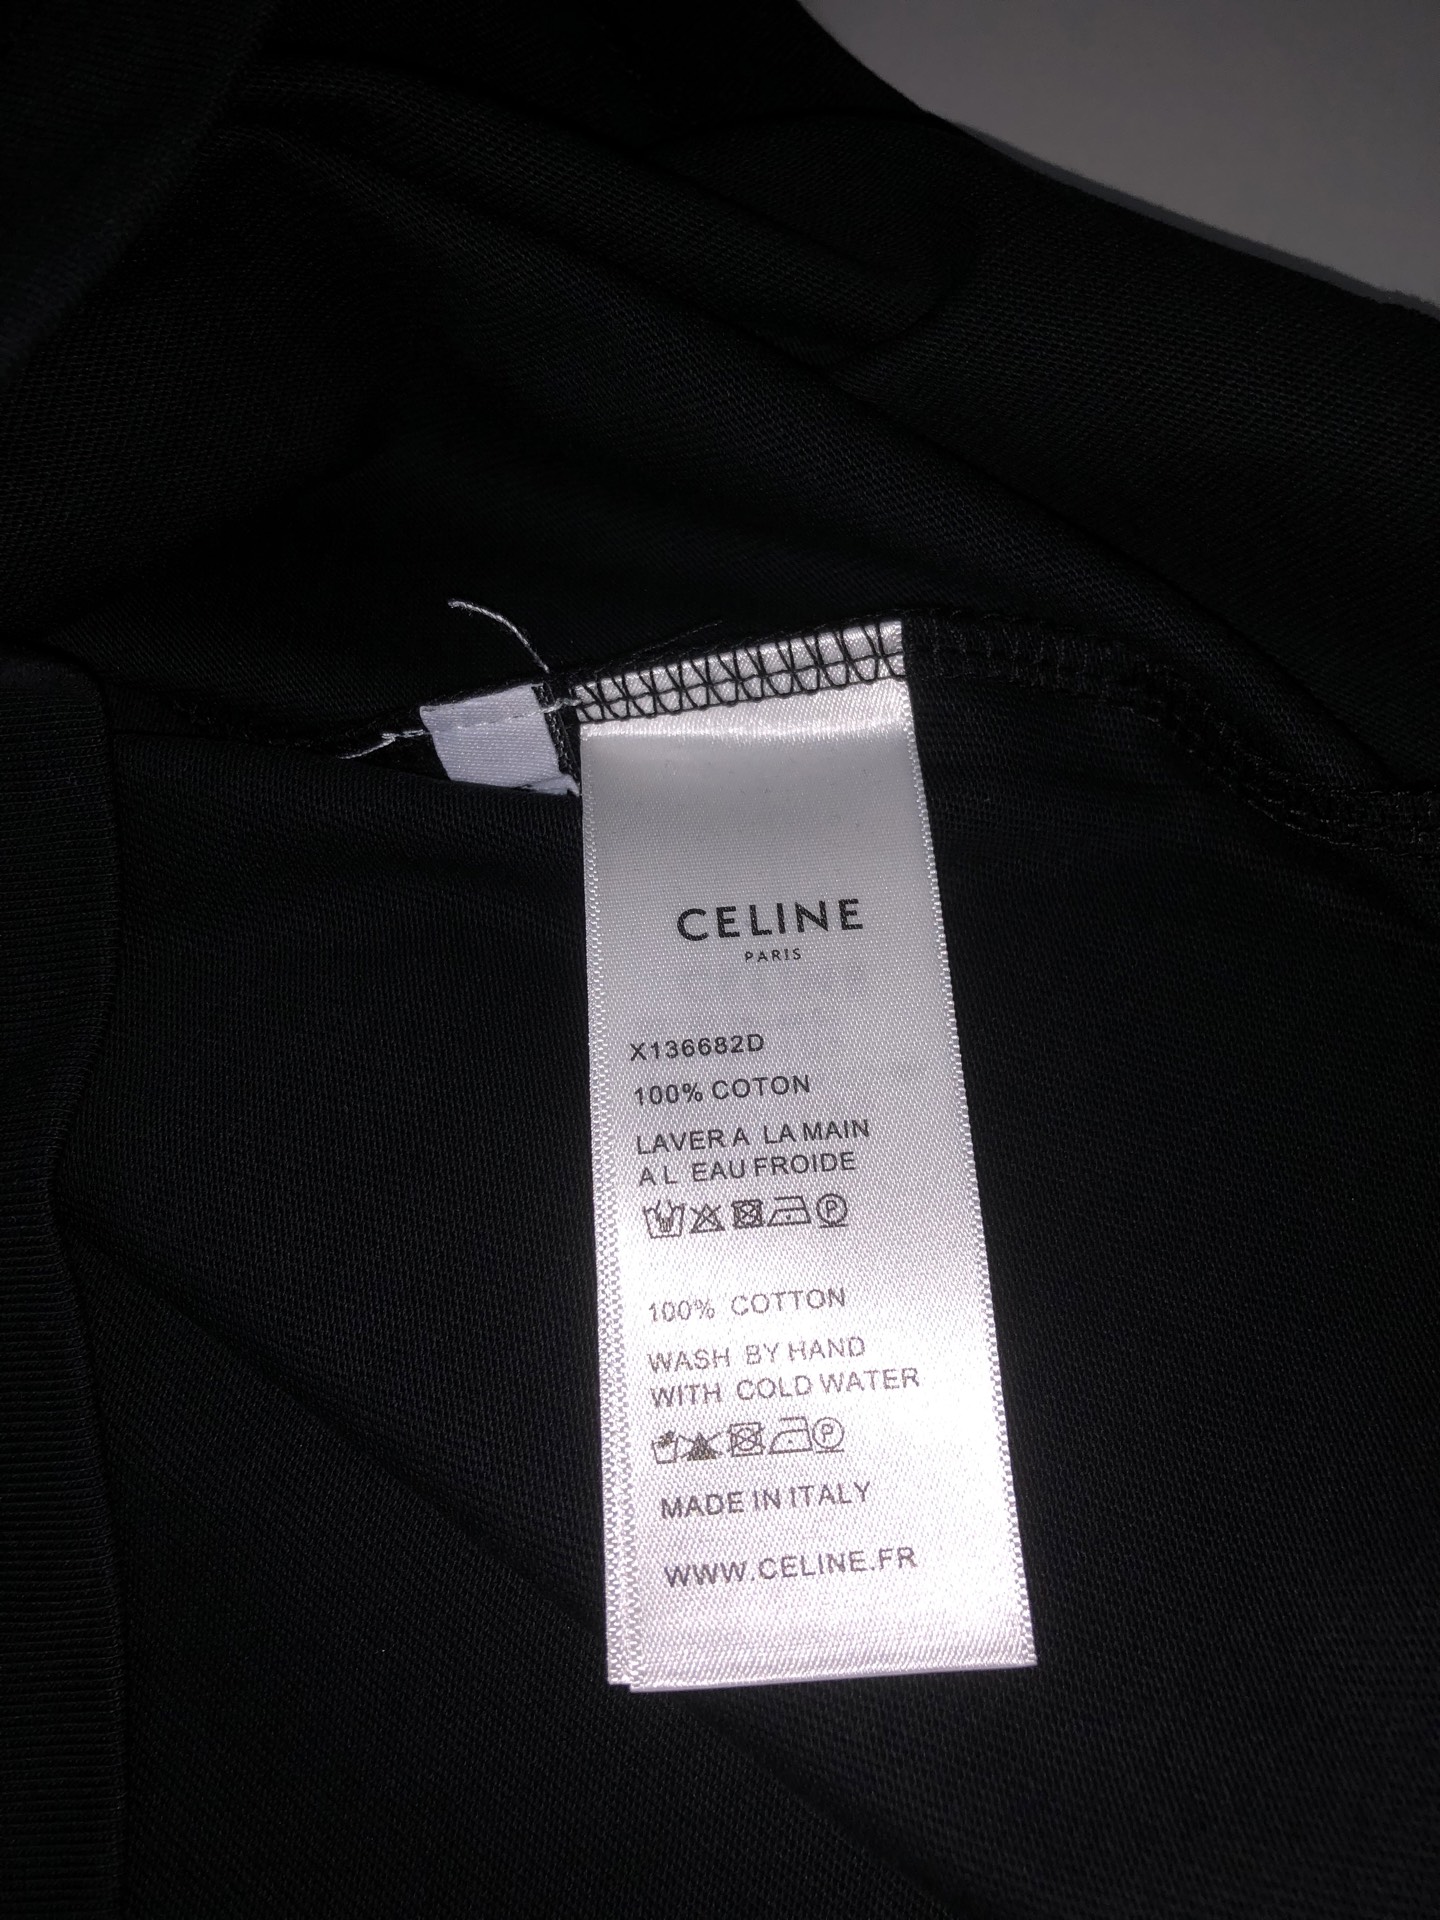 CELINE
PARIS
X136682D
100% COTON
LAVER A LA MAIN
A L EAU FROIDE
P
100% COTTON
WASH BY HAND
WITH COLD WATER
P
MADE IN ITALY
WWW.CELINE.FR